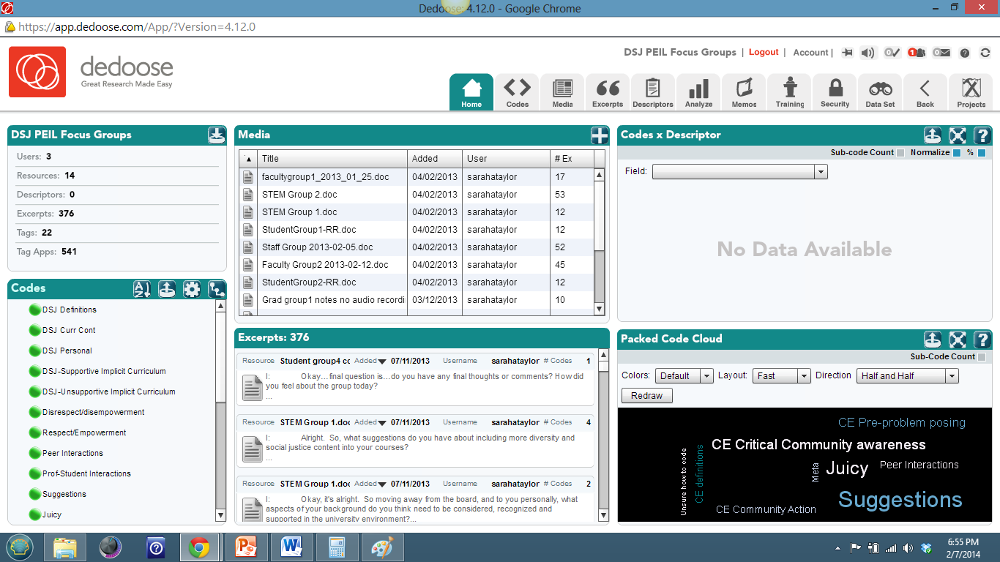 Dedoose: 4.12.0 - Google Chrome
https://app.dedoose.com/App/?Version=4.12.0
dedoose
Great Research Made Easy
DSJ PEIL Focus Groups | Logout | Account | 0 1 0
Home Codes Media Excerpts Descriptors Analyze Memos Training Security Data Set Back Projects
DSJ PEIL Focus Groups
Users: 3
Resources: 14
Descriptors: 0
Excerpts: 376
Tags: 22
Tag Apps: 541
Codes
DSJ Definitions
DSJ Curr Cont
DSJ Personal
DSJ-Supportive Implicit Curriculum
DSJ-Unsupportive Implicit Curriculum
Disrespect/disempowerment
Respect/Empowerment
Peer Interactions
Prof-Student Interactions
Suggestions
Juicy
Media
Title Added User # Ex
facultygroup1_2013_01_25.doc 04/02/2013 sarahataylor 17
STEM Group 2.doc 04/02/2013 sarahataylor 53
STEM Group 1.doc 04/02/2013 sarahataylor 12
StudentGroup1-RR.doc 04/02/2013 sarahataylor 12
Staff Group 2013-02-05.doc 04/02/2013 sarahataylor 52
Faculty Group2 2013-02-12.doc 04/02/2013 sarahataylor 45
StudentGroup2-RR.doc 04/02/2013 sarahataylor 12
Grad group1 notes no audio recordi 03/12/2013 sarahataylor 10
Excerpts: 376
Resource Student group4 cc Added 07/11/2013 Username sarahataylor # Codes 1
I: Okay…final question is…do you have any final thoughts or comments? How did
you feel about the group today?
...
Resource STEM Group 1.doc Added 07/11/2013 Username sarahataylor # Codes 4
I: Alright. So, what suggestions do you have about including more diversity and
social justice content into your courses?
...
Resource STEM Group 1.doc Added 07/11/2013 Username sarahataylor # Codes 2
I: Okay, it's alright. So moving away from the board, and to you personally, what
aspects of your background do you think need to be considered, recognized and
supported in the university environment?...
Codes x Descriptor
Sub-code Count Normalize %
Field:
No Data Available
Packed Code Cloud
Sub-Code Count
Colors: Default Layout: Fast Direction Half and Half
Redraw
CE Pre-problem posing
CE Critical Community awareness
Unsure how to code
CE definitions
Meta
Juicy
Peer Interactions
Suggestions
CE Community Action
6:55 PM
2/7/2014